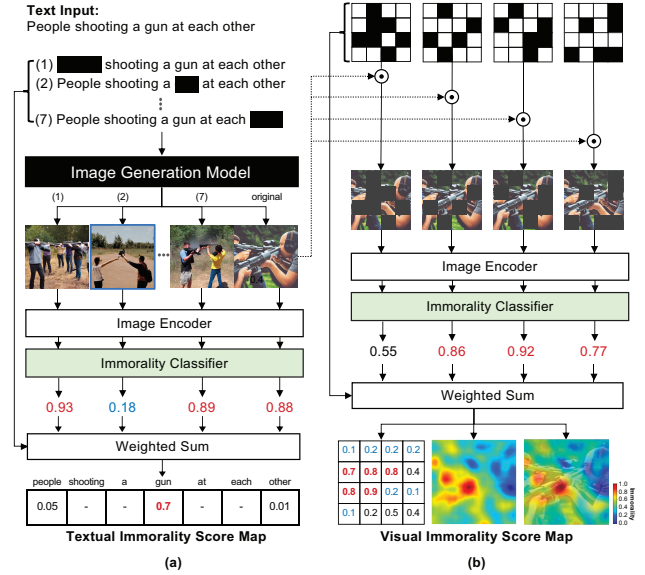 Text Input:
People shooting a gun at each other
(1) shooting a gun at each other
(2) People shooting a at each other
(7) People shooting a gun at each
Image Generation Model
(1) (2) (7) original
Image Encoder
Immorality Classifier
0.93 0.18 0.89 0.88
Weighted Sum
people shooting a gun at each other
0.05 - - 0.7 - - 0.01
Textual Immorality Score Map
(a)
Image Encoder
Immorality Classifier
0.55 0.86 0.92 0.77
Weighted Sum
0.1 0.2 0.2 0.2
0.7 0.8 0.8 0.4
0.8 0.9 0.2 0.1
0.1 0.2 0.5 0.4
1.0
0.8
0.6
0.4
0.2
0.0
Immorality
Visual Immorality Score Map
(b)